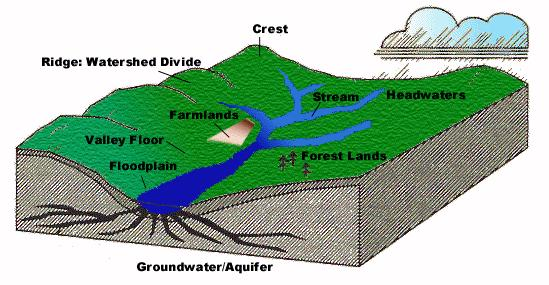 Crest
Ridge: Watershed Divide
Stream
Headwaters
Farmlands
Valley Floor
Forest Lands
Floodplain
Groundwater/Aquifer